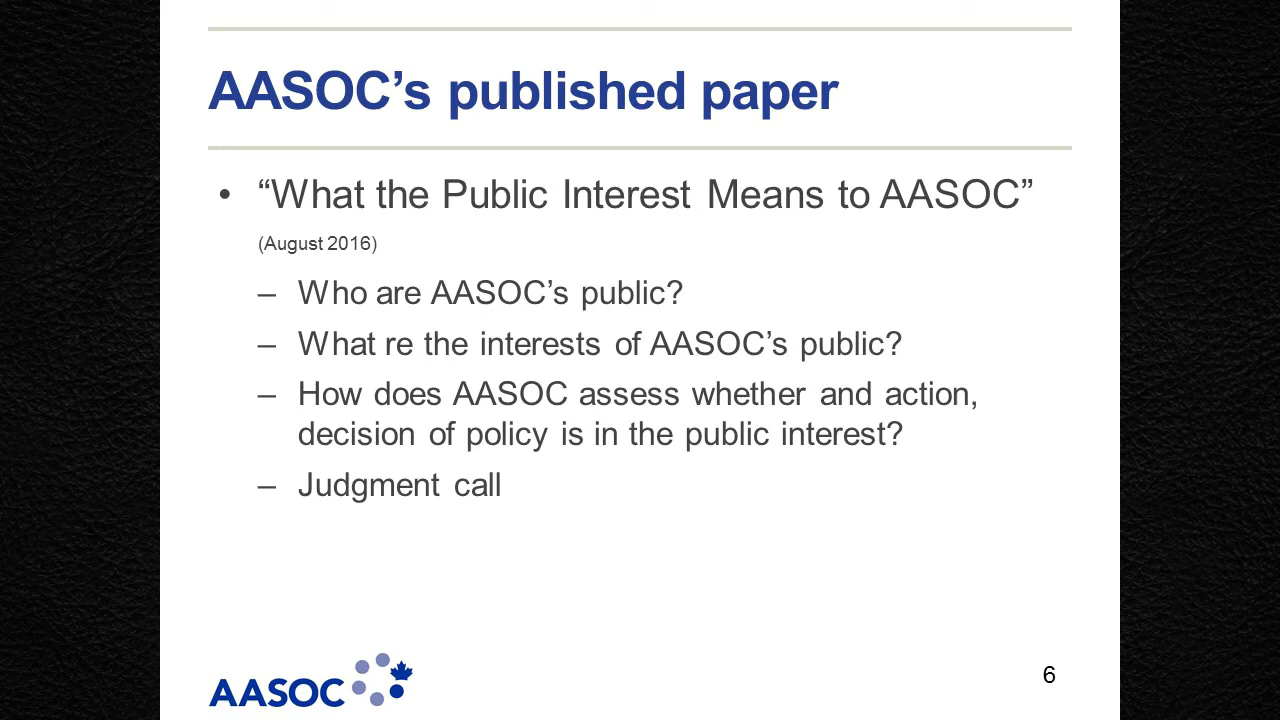 AASOC’s published paper
• “What the Public Interest Means to AASOC”
(August 2016)
– Who are AASOC’s public?
– What re the interests of AASOC’s public?
– How does AASOC assess whether and action,
decision of policy is in the public interest?
– Judgment call
AASOC
6